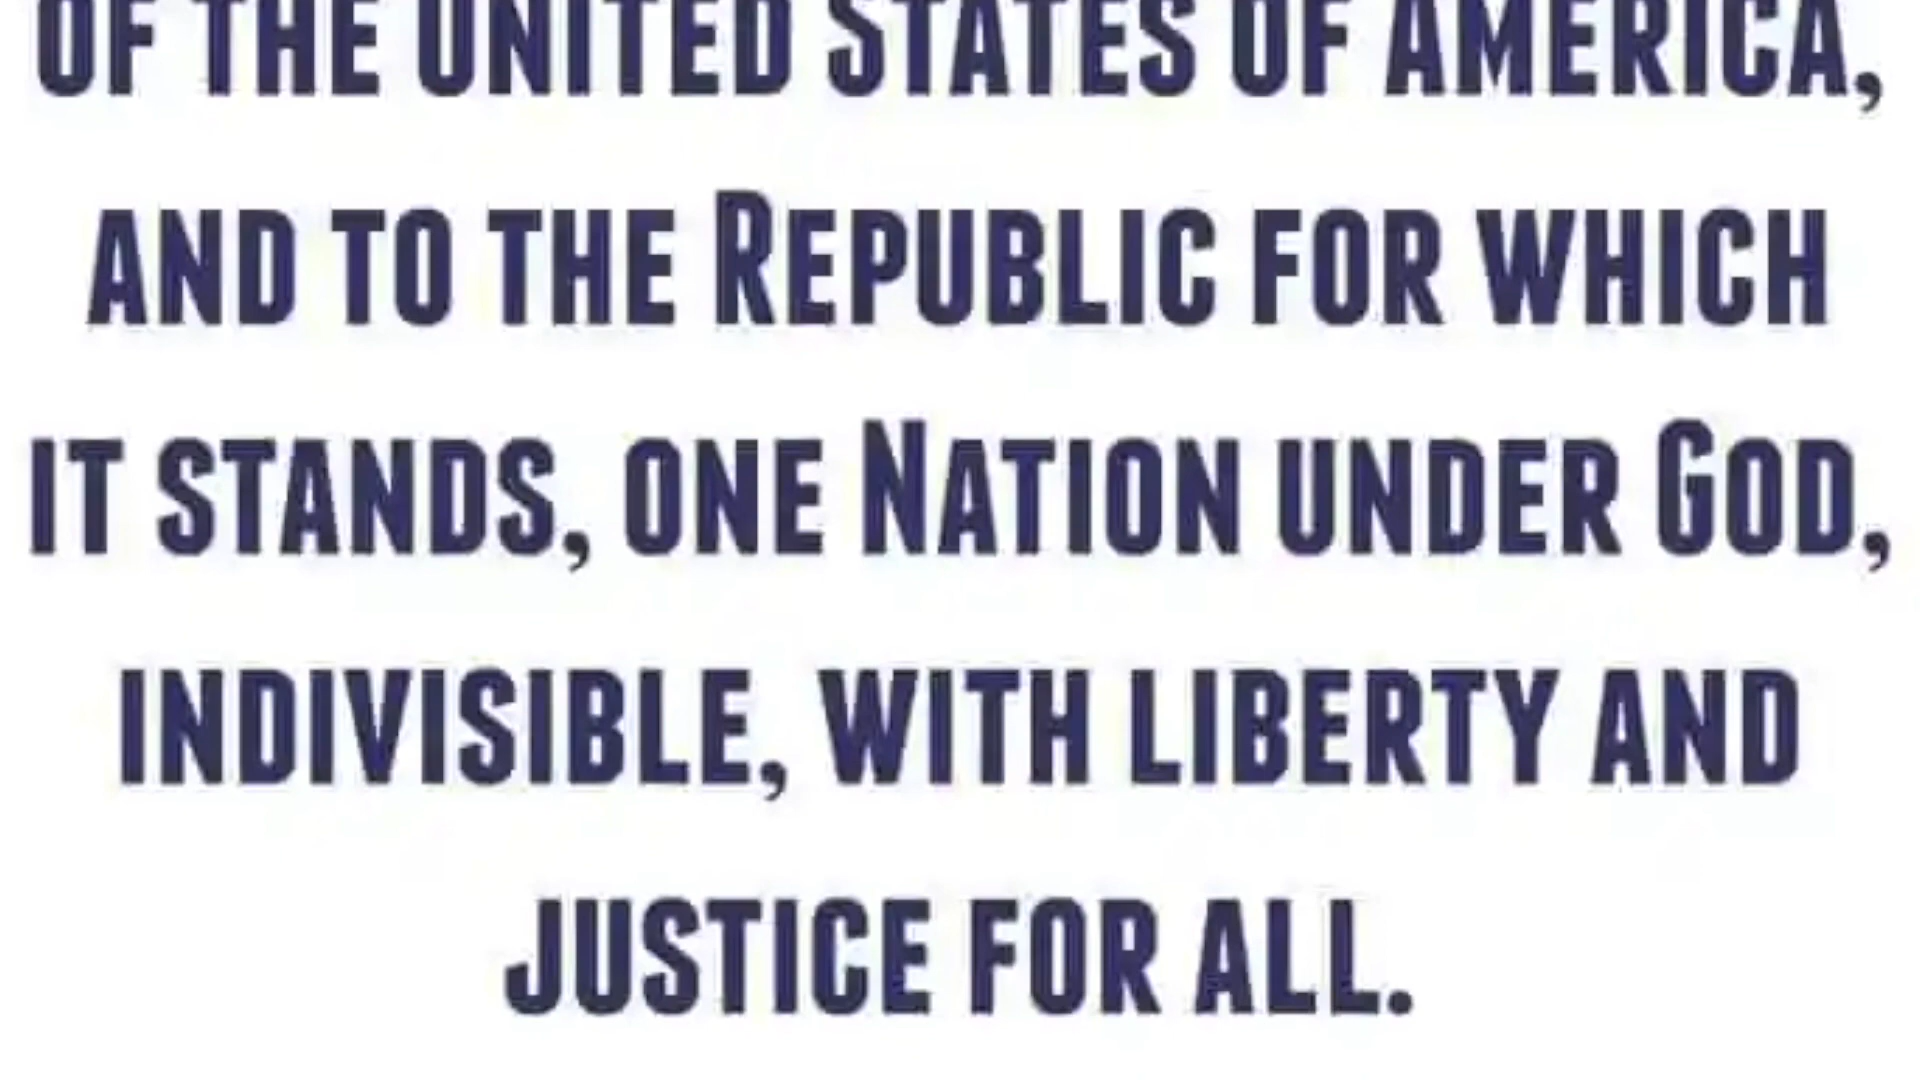 OF THE UNITED STATES OF AMERICA,
AND TO THE REPUBLIC FOR WHICH
IT STANDS, ONE NATION UNDER GOD,
INDIVISIBLE, WITH LIBERTY AND
JUSTICE FOR ALL.